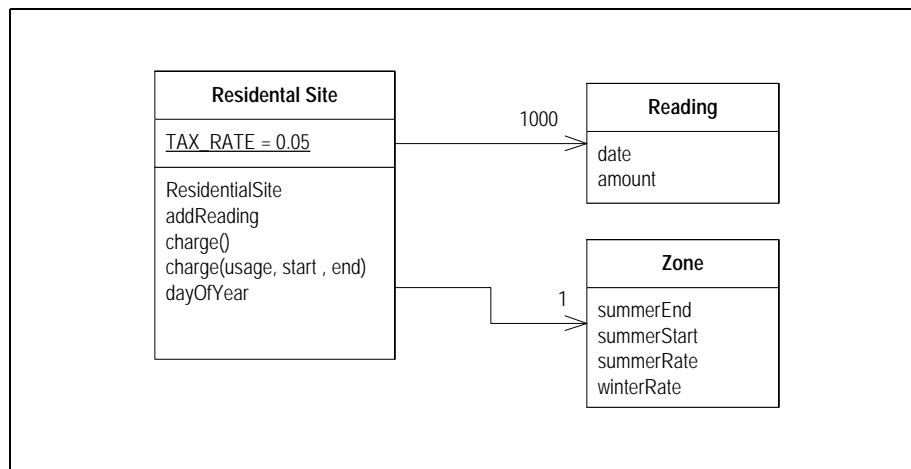 Residental Site
TAX_RATE = 0.05
ResidentialSite
addReading
charge()
charge(usage, start , end)
dayOfYear
1000
Reading
date
amount
1
Zone
summerEnd
summerStart
summerRate
winterRate